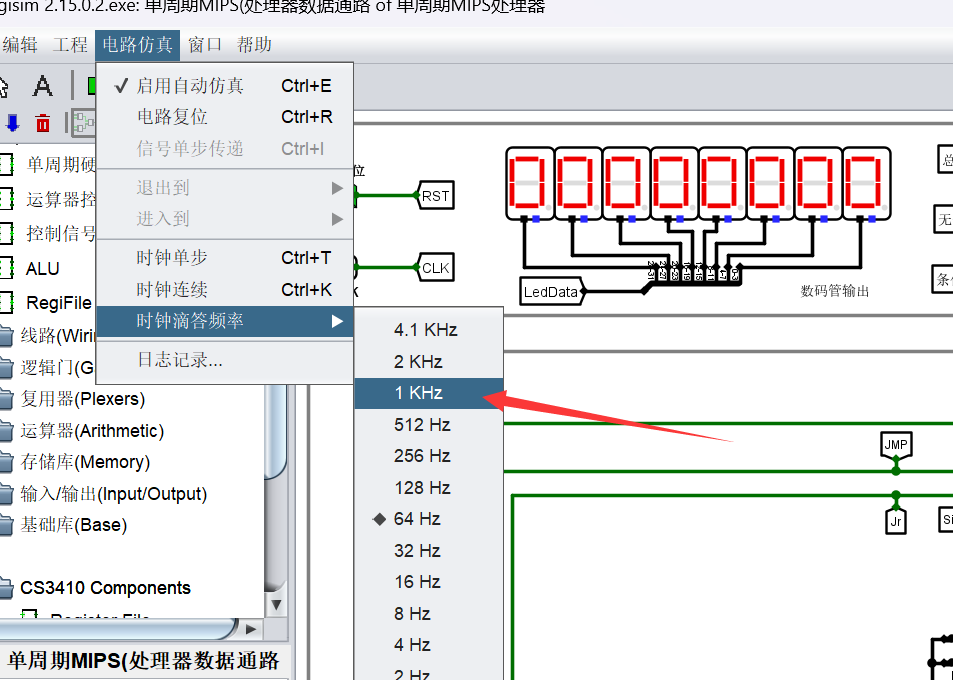 gisim 2.15.0.2.exe: 单周期MIPS(处理器数据通路 of 单周期MIPS处理器
编辑 工程 电路仿真 窗口 帮助
A
✓ 启用自动仿真 Ctrl+E
电路复位 Ctrl+R
信号单步传递 Ctrl+I
退出到
进入到
时钟单步 Ctrl+T
时钟连续 Ctrl+K
时钟滴答频率
日志记录...
4.1 KHz
2 KHz
1 KHz
512 Hz
256 Hz
128 Hz
64 Hz
32 Hz
16 Hz
8 Hz
4 Hz
2 Hz
单周期硬
运算器控
控制信号
ALU
RegiFile
线路(Wirin
逻辑门(G
复用器(Plexers)
运算器(Arithmetic)
存储库(Memory)
输入/输出(Input/Output)
基础库(Base)
CS3410 Components
Register File
单周期MIPS(处理器数据通路
位
RST
CLK
k
00000000
LedData
数码管输出
总
无
条
JMP
Jr